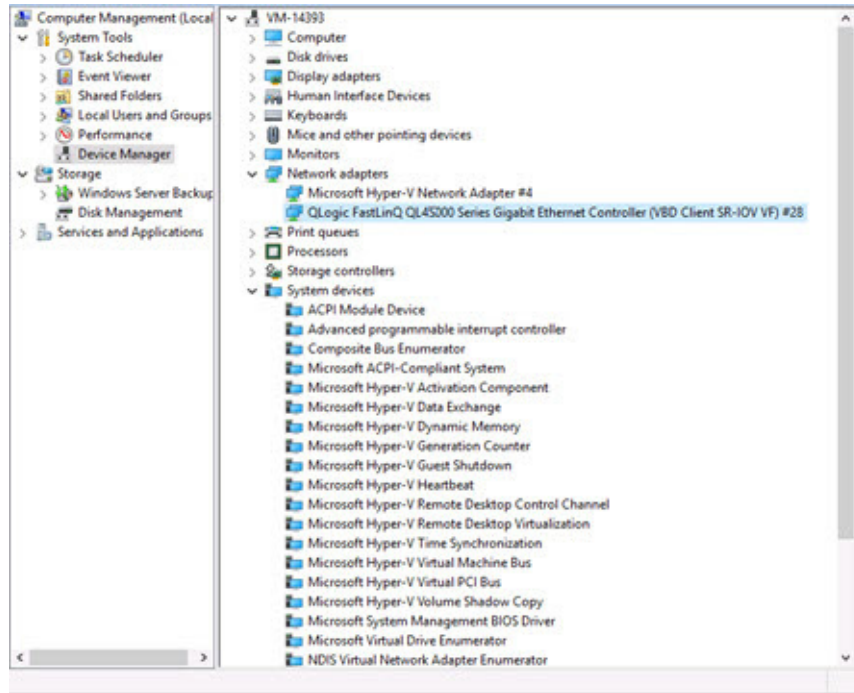 Computer Management (Local
System Tools
Task Scheduler
Event Viewer
Shared Folders
Local Users and Groups
Performance
Device Manager
Storage
Windows Server Backup
Disk Management
Services and Applications
VM-14393
Computer
Disk drives
Display adapters
Human Interface Devices
Keyboards
Mice and other pointing devices
Monitors
Network adapters
Microsoft Hyper-V Network Adapter #4
QLogic FastLinQ QL45000 Series Gigabit Ethernet Controller (VBD Client SR-IOV VF) #28
Print queues
Processors
Storage controllers
System devices
ACPI Module Device
Advanced programmable interrupt controller
Composite Bus Enumerator
Microsoft ACPI-Compliant System
Microsoft Hyper-V Activation Component
Microsoft Hyper-V Data Exchange
Microsoft Hyper-V Dynamic Memory
Microsoft Hyper-V Generation Counter
Microsoft Hyper-V Guest Shutdown
Microsoft Hyper-V Heartbeat
Microsoft Hyper-V Remote Desktop Control Channel
Microsoft Hyper-V Remote Desktop Virtualization
Microsoft Hyper-V Time Synchronization
Microsoft Hyper-V Virtual Machine Bus
Microsoft Hyper-V Virtual PCI Bus
Microsoft Hyper-V Volume Shadow Copy
Microsoft System Management BIOS Driver
Microsoft Virtual Drive Enumerator
NDIS Virtual Network Adapter Enumerator